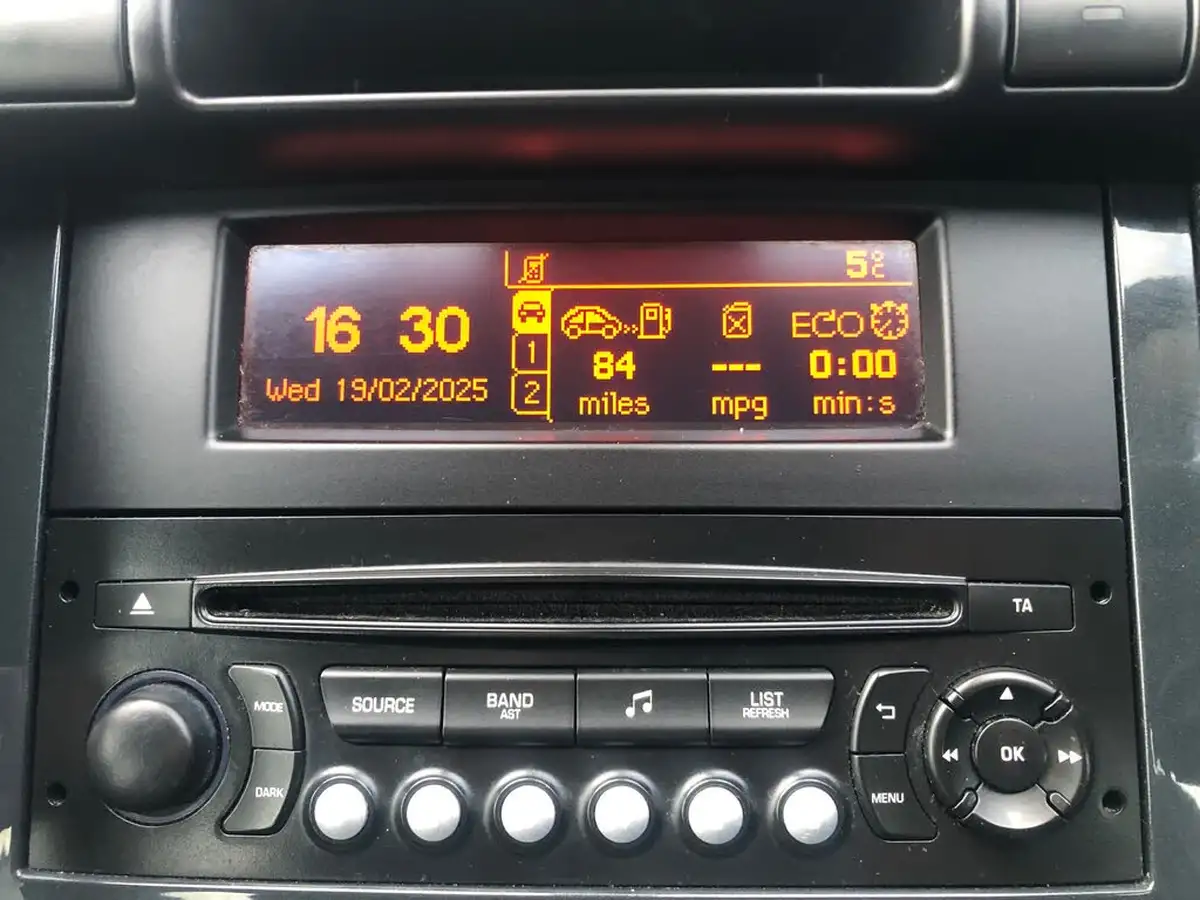 5°C
16 30
Wed 19/02/2025
1
2
84
miles
---
mpg
ECO
0:00
min:s
TA
MODE
DARK
SOURCE
BAND
AST
LIST
REFRESH
MENU
OK